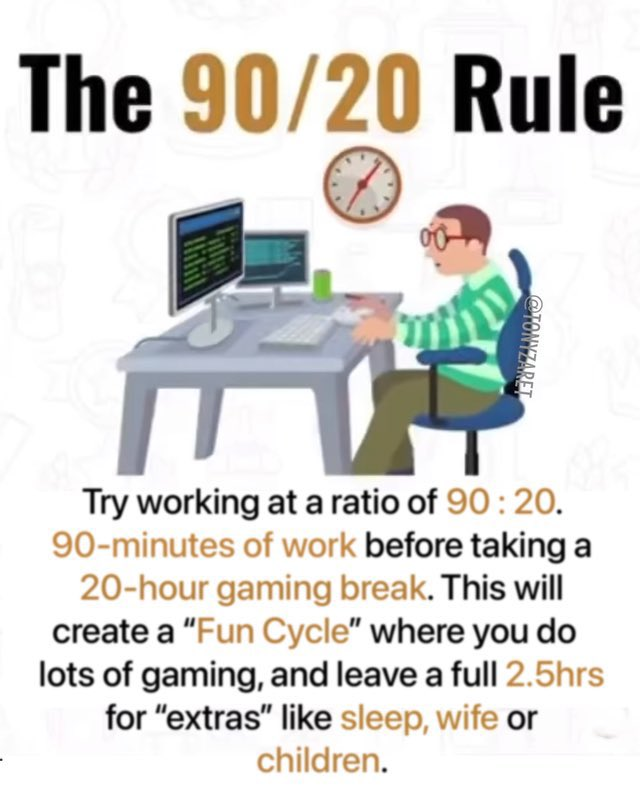 The 90/20 Rule
@TONYZARET
Try working at a ratio of 90 : 20.
90-minutes of work before taking a
20-hour gaming break. This will
create a “Fun Cycle” where you do
lots of gaming, and leave a full 2.5hrs
for “extras” like sleep, wife or
children.